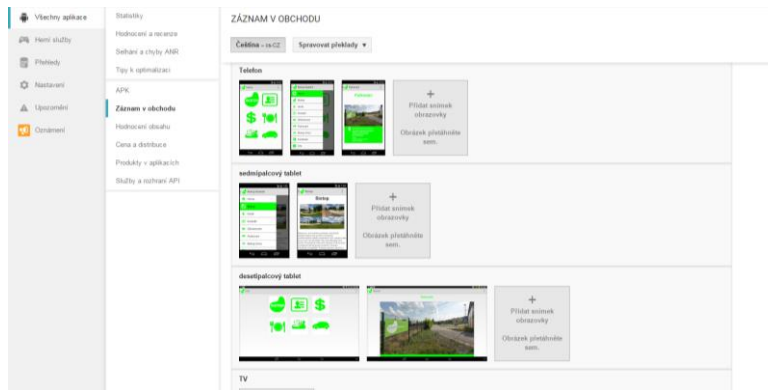 Všechny aplikace
Herní služby
Přehledy
Nastavení
Upozornění
Oznámení
Statistiky
Hodnocení a recenze
Selhání a chyby ANR
Tipy k optimalizaci
APK
Záznam v obchodu
Hodnocení obsahu
Cena a distribuce
Produkty v aplikacích
Služby a rozhraní API
ZÁZNAM V OBCHODU
Čeština – cs-CZ
Spravovat překlady
Telefon
Přidat snímek
obrazovky
Obrázek přetáhněte
sem.
sedmipalcový tablet
Přidat snímek
obrazovky
Obrázek přetáhněte
sem.
desetipalcový tablet
Přidat snímek
obrazovky
Obrázek přetáhněte
sem.
TV